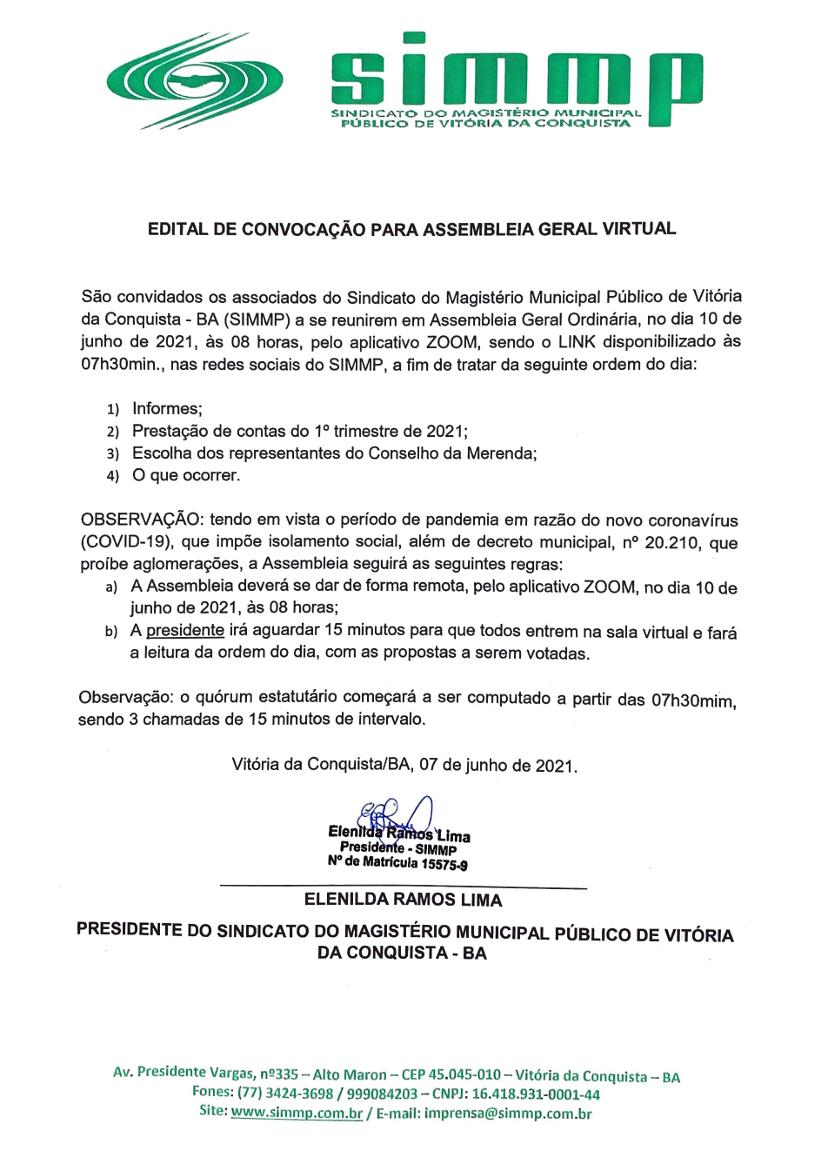 simmp
SINDICATO DO MAGISTÉRIO MUNICIPAL
PÚBLICO DE VITÓRIA DA CONQUISTA
EDITAL DE CONVOCAÇÃO PARA ASSEMBLEIA GERAL VIRTUAL
São convidados os associados do Sindicato do Magistério Municipal Público de Vitória
da Conquista - BA (SIMMP) a se reunirem em Assembleia Geral Ordinária, no dia 10 de
junho de 2021, às 08 horas, pelo aplicativo ZOOM, sendo o LINK disponibilizado às
07h30min., nas redes sociais do SIMMP, a fim de tratar da seguinte ordem do dia:
1) Informes;
2) Prestação de contas do 1º trimestre de 2021;
3) Escolha dos representantes do Conselho da Merenda;
4) O que ocorrer.
OBSERVAÇÃO: tendo em vista o período de pandemia em razão do novo coronavírus
(COVID-19), que impõe isolamento social, além de decreto municipal, nº 20.210, que
proíbe aglomerações, a Assembleia seguirá as seguintes regras:
a) A Assembleia deverá se dar de forma remota, pelo aplicativo ZOOM, no dia 10 de
junho de 2021, às 08 horas;
b) A presidente irá aguardar 15 minutos para que todos entrem na sala virtual e fará
a leitura da ordem do dia, com as propostas a serem votadas.
Observação: o quórum estatutário começará a ser computado a partir das 07h30mim,
sendo 3 chamadas de 15 minutos de intervalo.
Vitória da Conquista/BA, 07 de junho de 2021.
Elenilda Ramos Lima
Presidente - SIMMP
Nº de Matrícula 15575-9
ELENILDA RAMOS LIMA
PRESIDENTE DO SINDICATO DO MAGISTÉRIO MUNICIPAL PÚBLICO DE VITÓRIA
DA CONQUISTA - BA
Av. Presidente Vargas, nº335 – Alto Maron – CEP 45.045-010 – Vitória da Conquista – BA
Fones: (77) 3424-3698 / 999084203 – CNPJ: 16.418.931-0001-44
Site: www.simmp.com.br / E-mail: imprensa@simmp.com.br